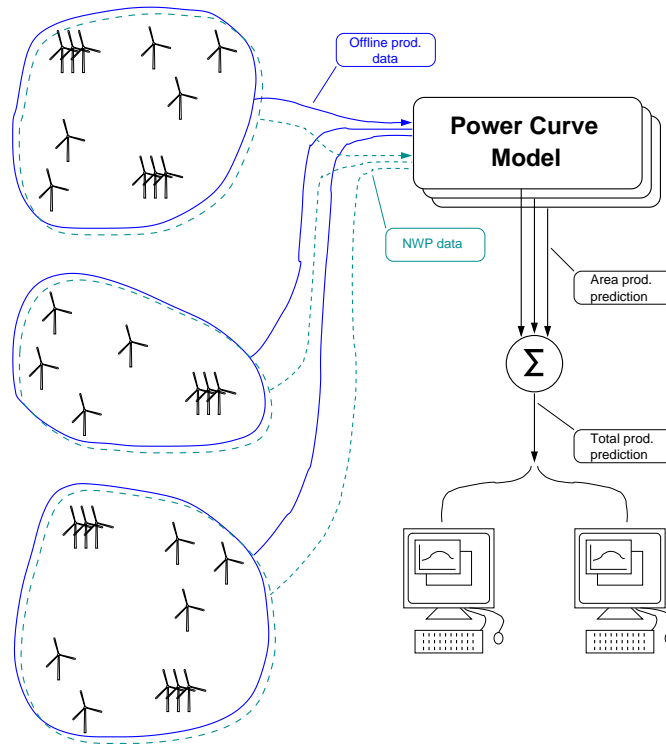 Offline prod.
data
Power Curve
Model
NWP data
Area prod.
prediction
Σ
Total prod.
prediction